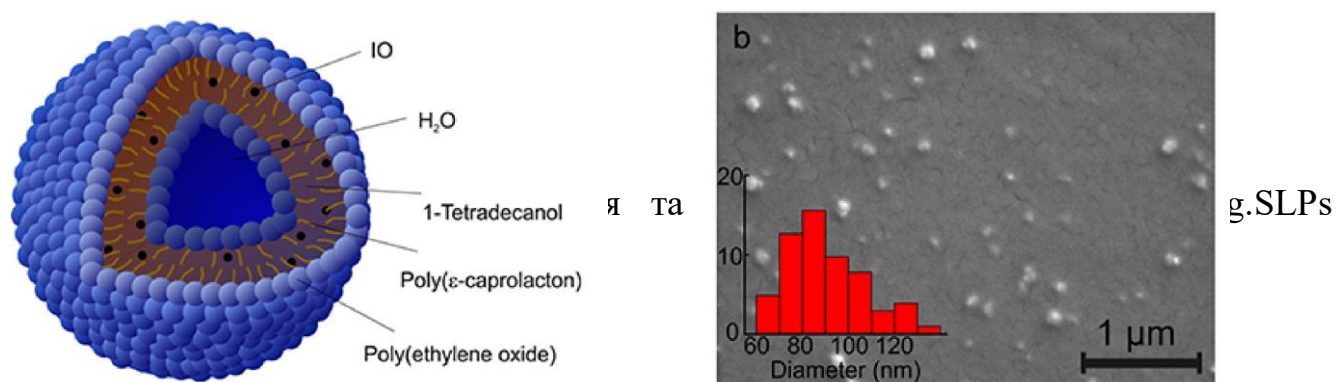 IO
H₂O
1-Tetradecanol
Poly(ε-caprolacton)
Poly(ethylene oxide)
я та
b
20
10
0
60 80 100 120
Diameter (nm)
1 μm
g.SLPs